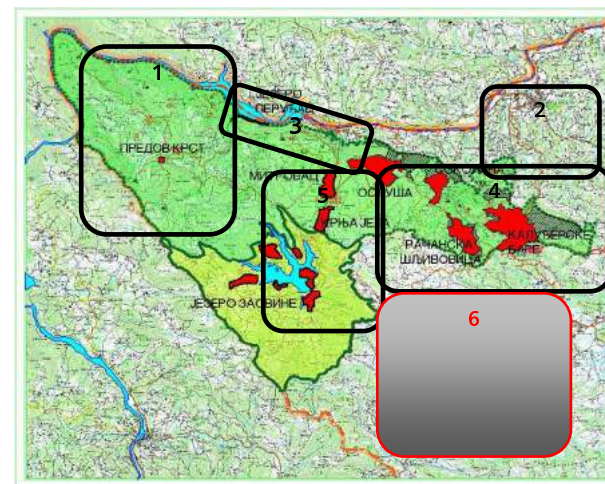 1
2
ЈЕЗЕРО
ПЕРУЋАЦ
3
ПРЕДОВ КРСТ
МИТРОВАЦ
5
ОСЛУША
4
КРЊА ЈЕЛА
РАЧАНСКА
ШЉИВОВИЦА
КАЛУЂЕРСКЕ
БАРЕ
ЈЕЗЕРО ЗАОВИНЕ
6